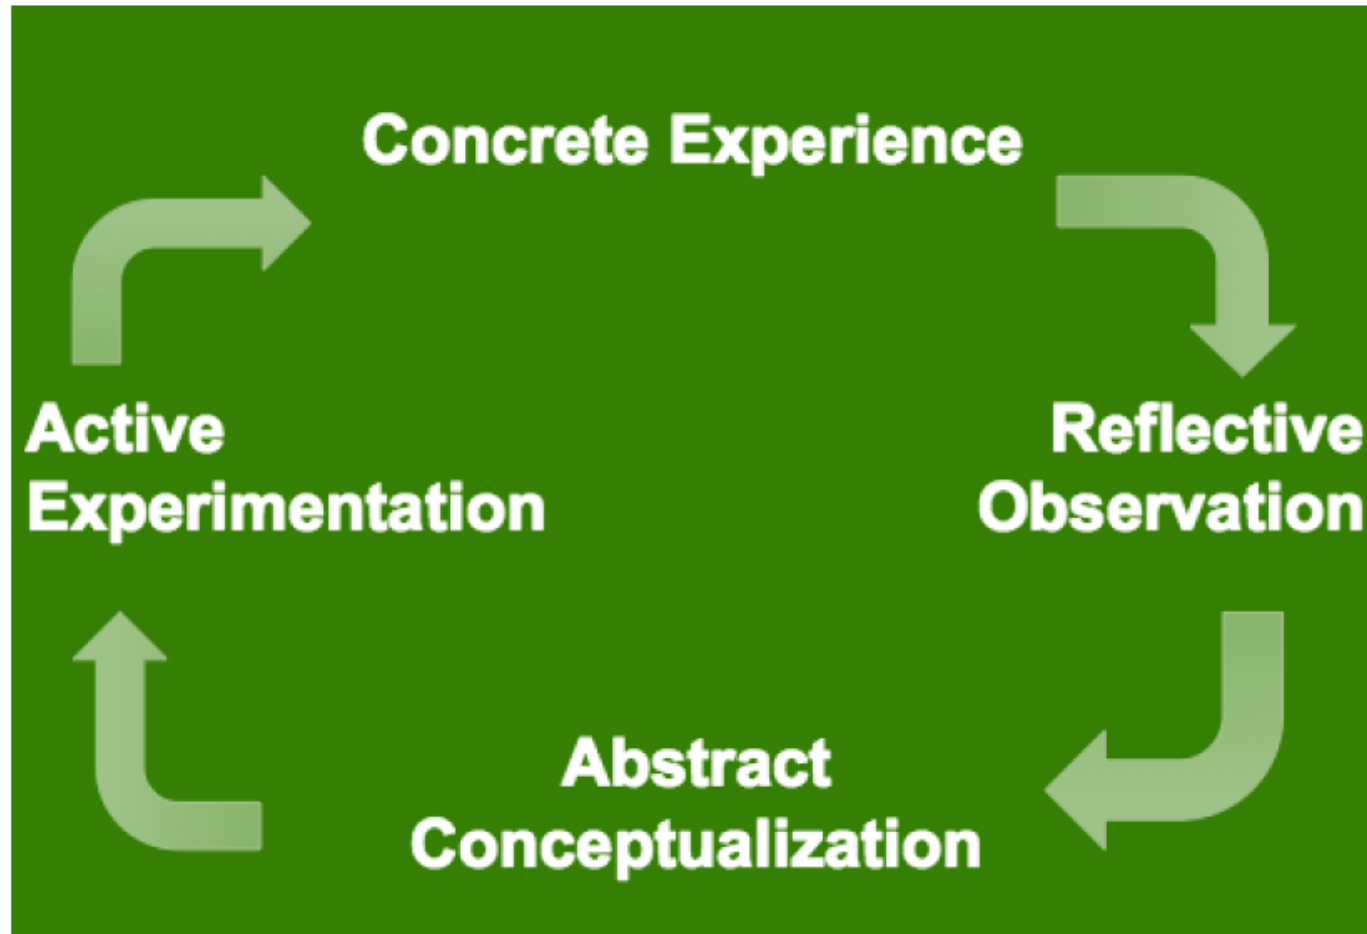 Concrete Experience
Active
Experimentation
Reflective
Observation
Abstract
Conceptualization